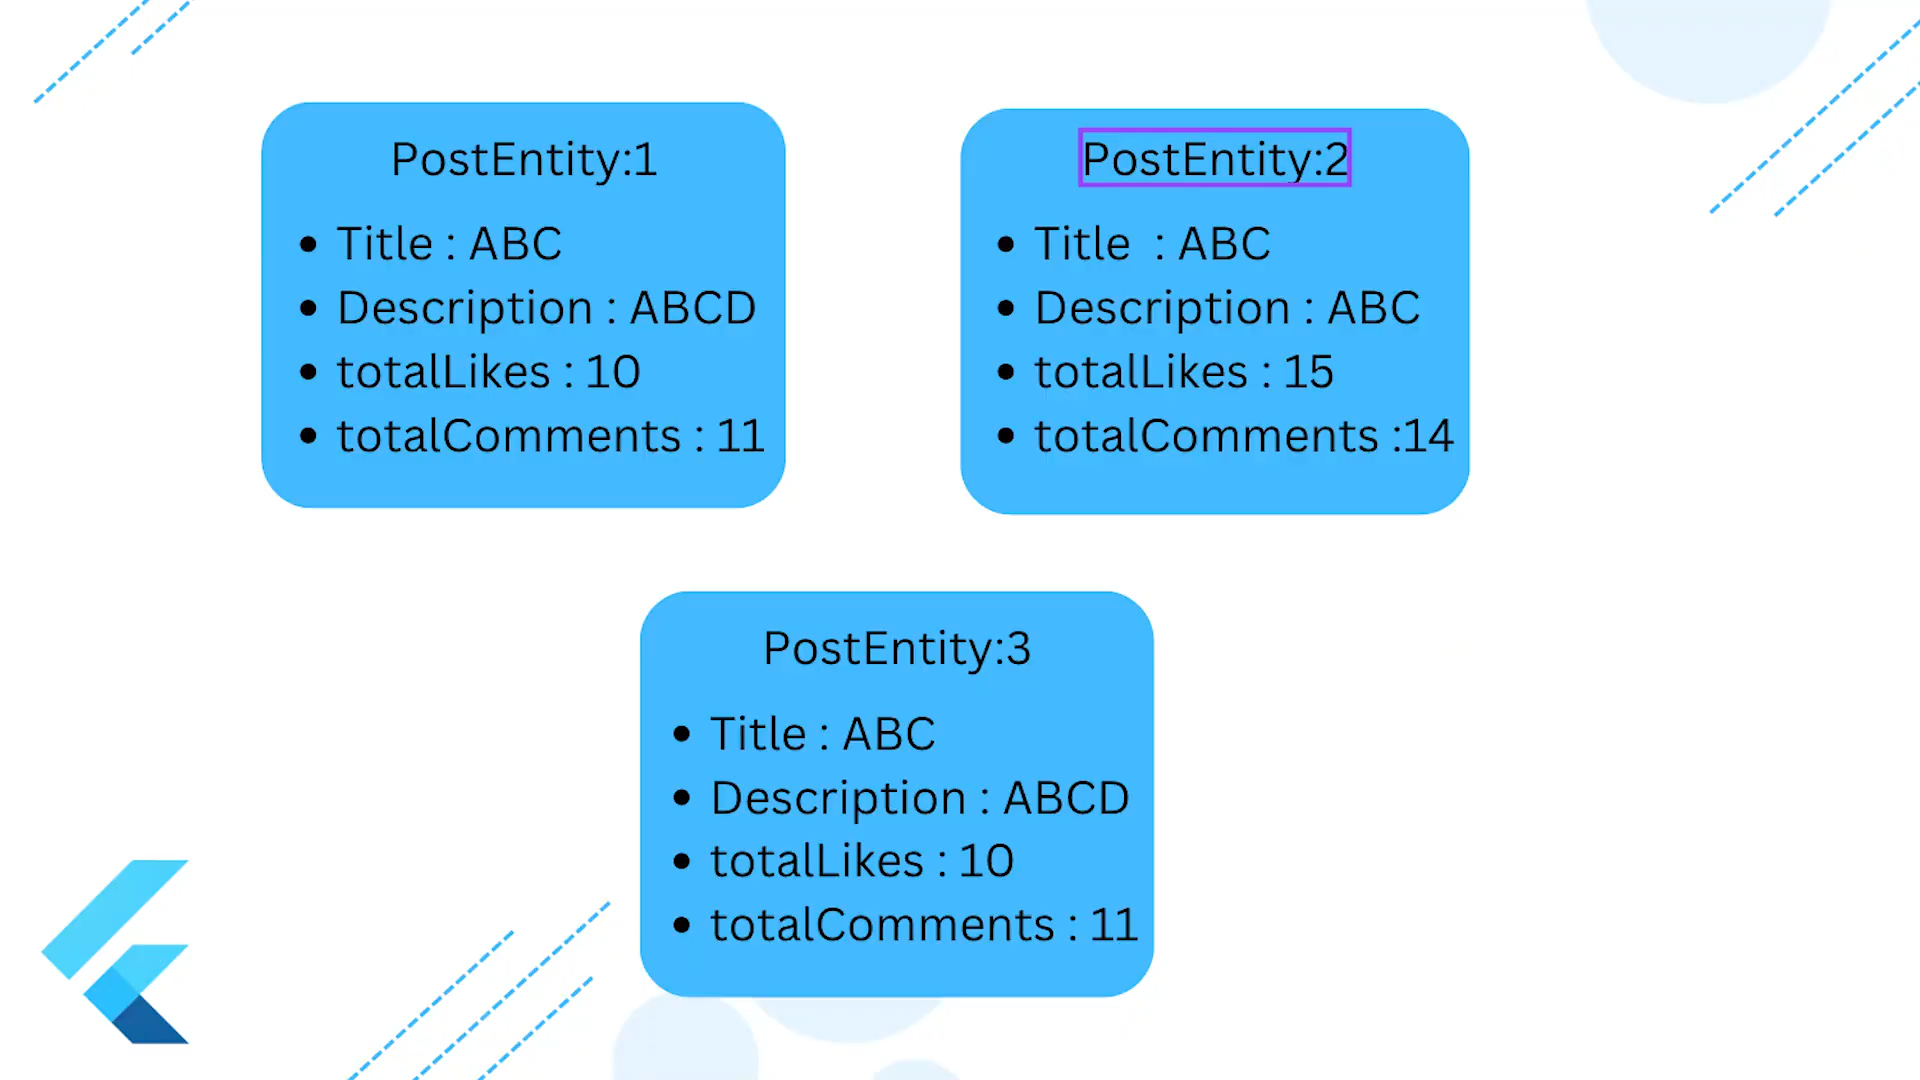 PostEntity:1
• Title : ABC
• Description : ABCD
• totalLikes : 10
• totalComments : 11
PostEntity:2
• Title  : ABC
• Description : ABC
• totalLikes : 15
• totalComments :14
PostEntity:3
• Title : ABC
• Description : ABCD
• totalLikes : 10
• totalComments : 11